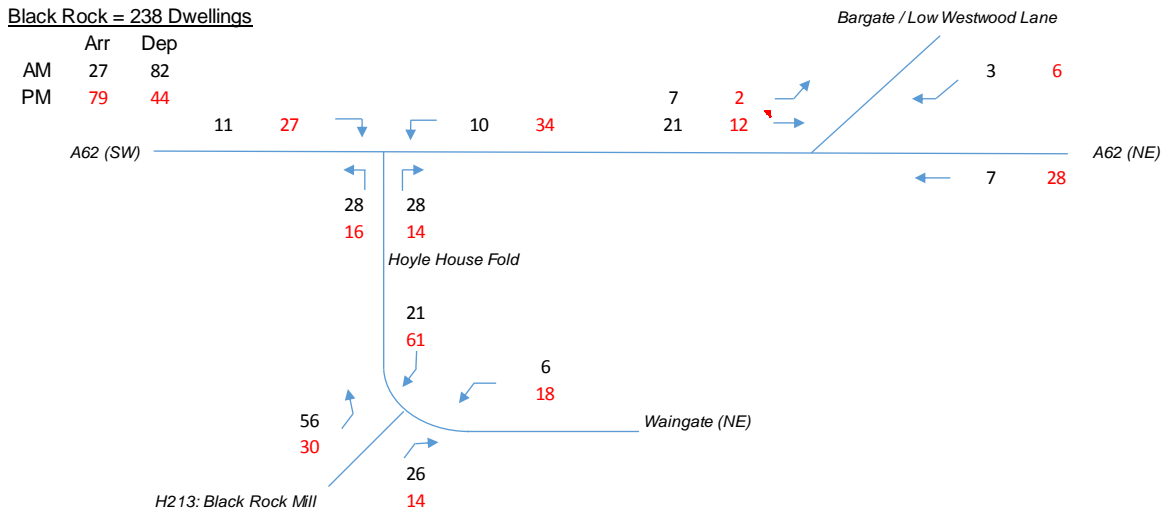 Black Rock = 238 Dwellings
Bargate / Low Westwood Lane
Arr Dep
AM 27 82
PM 79 44
3 6
7 2
21 12
11 27
10 34
A62 (SW)
A62 (NE)
7 28
28 28
16 14
Hoyle House Fold
21
61
6
18
56
30
Waingate (NE)
26
14
H213: Black Rock Mill